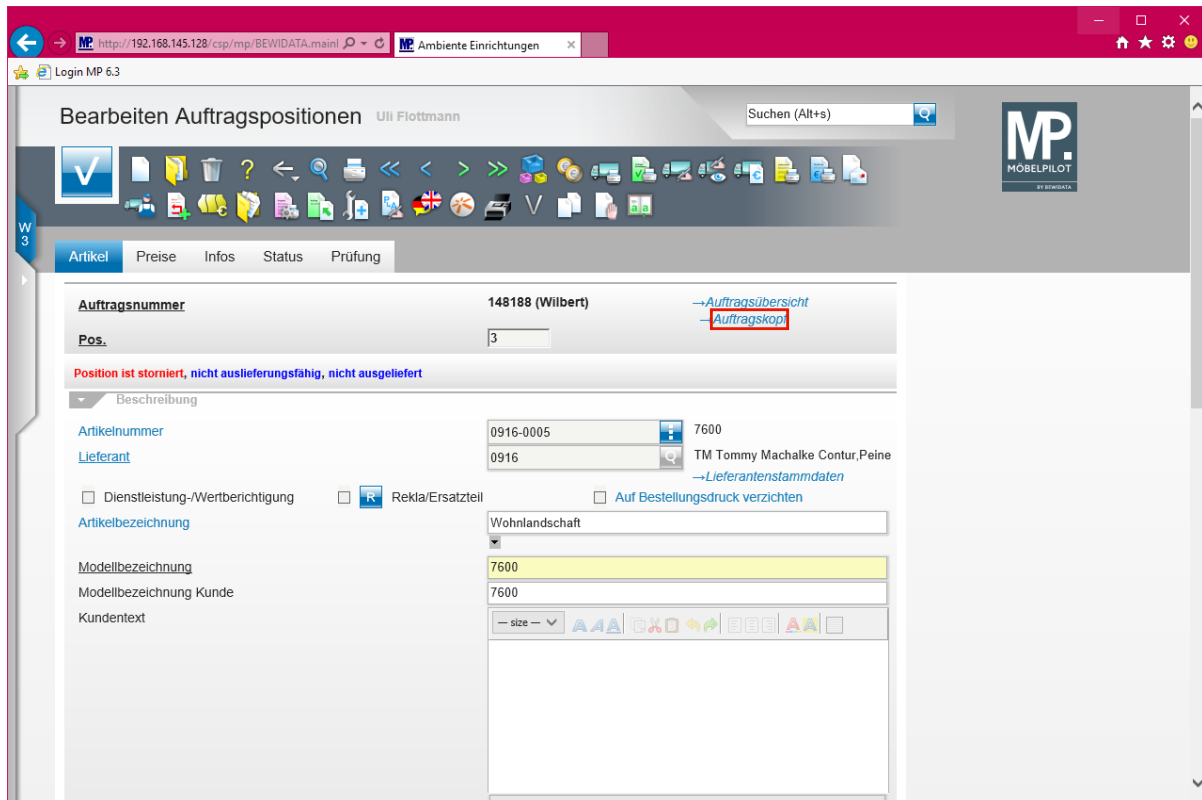 http://192.168.145.128/csp/mp/BEWIDATA.mainl
MP. Ambiente Einrichtungen
Login MP 6.3
Bearbeiten Auftragspositionen Uli Flottmann
Suchen (Alt+s)
MP.
MÖBELPILOT
BY BEWIDATA
W
3
Artikel Preise Infos Status Prüfung
Auftragsnummer 148188 (Wilbert) →Auftragsübersicht
→Auftragskopf
Pos. 3
Position ist storniert, nicht auslieferungsfähig, nicht ausgeliefert
Beschreibung
Artikelnummer 0916-0005 7600
Lieferant 0916 TM Tommy Machalke Contur,Peine
→Lieferantenstammdaten
Dienstleistung-/Wertberichtigung R Rekla/Ersatzteil Auf Bestellungsdruck verzichten
Artikelbezeichnung Wohnlandschaft
Modellbezeichnung 7600
Modellbezeichnung Kunde 7600
Kundentext — size —